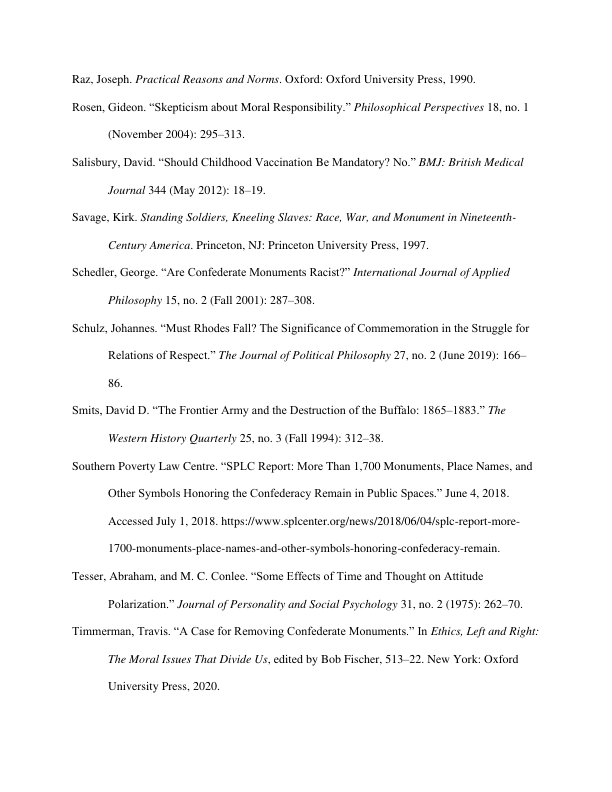 Raz, Joseph. Practical Reasons and Norms. Oxford: Oxford University Press, 1990.
Rosen, Gideon. “Skepticism about Moral Responsibility.” Philosophical Perspectives 18, no. 1
(November 2004): 295–313.
Salisbury, David. “Should Childhood Vaccination Be Mandatory? No.” BMJ: British Medical
Journal 344 (May 2012): 18–19.
Savage, Kirk. Standing Soldiers, Kneeling Slaves: Race, War, and Monument in Nineteenth-
Century America. Princeton, NJ: Princeton University Press, 1997.
Schedler, George. “Are Confederate Monuments Racist?” International Journal of Applied
Philosophy 15, no. 2 (Fall 2001): 287–308.
Schulz, Johannes. “Must Rhodes Fall? The Significance of Commemoration in the Struggle for
Relations of Respect.” The Journal of Political Philosophy 27, no. 2 (June 2019): 166–
86.
Smits, David D. “The Frontier Army and the Destruction of the Buffalo: 1865–1883.” The
Western History Quarterly 25, no. 3 (Fall 1994): 312–38.
Southern Poverty Law Centre. “SPLC Report: More Than 1,700 Monuments, Place Names, and
Other Symbols Honoring the Confederacy Remain in Public Spaces.” June 4, 2018.
Accessed July 1, 2018. https://www.splcenter.org/news/2018/06/04/splc-report-more-
1700-monuments-place-names-and-other-symbols-honoring-confederacy-remain.
Tesser, Abraham, and M. C. Conlee. “Some Effects of Time and Thought on Attitude
Polarization.” Journal of Personality and Social Psychology 31, no. 2 (1975): 262–70.
Timmerman, Travis. “A Case for Removing Confederate Monuments.” In Ethics, Left and Right:
The Moral Issues That Divide Us, edited by Bob Fischer, 513–22. New York: Oxford
University Press, 2020.